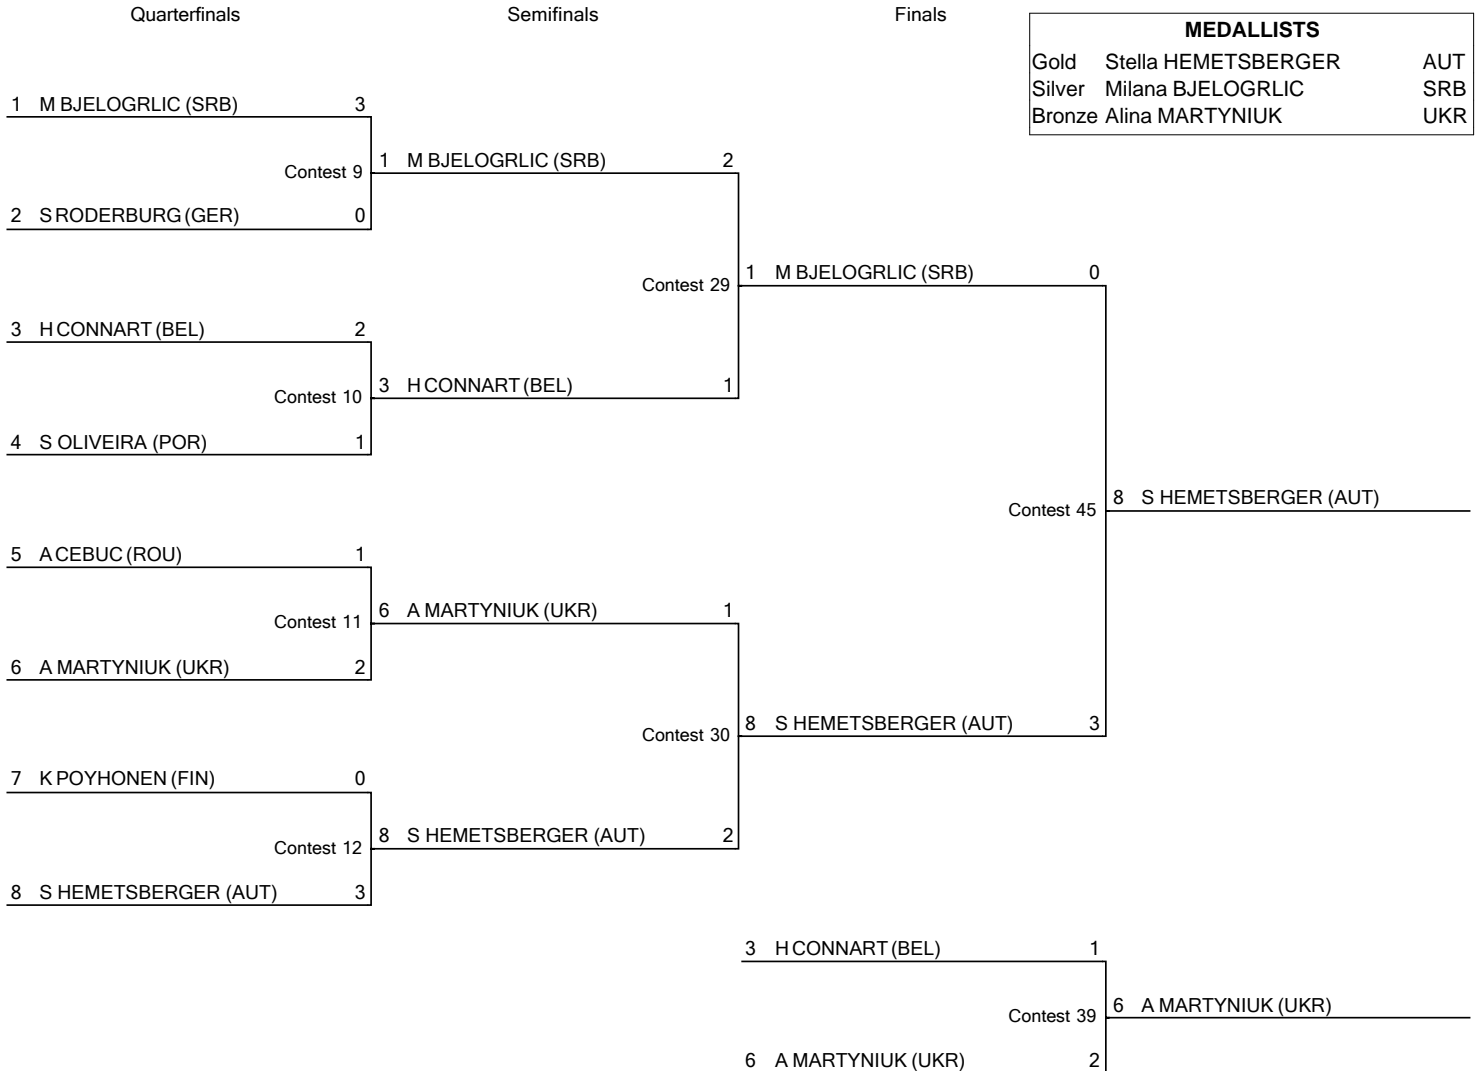 Quarterfinals Semifinals Finals
MEDALLISTS
Gold Stella HEMETSBERGER AUT
Silver Milana BJELOGRLIC SRB
Bronze Alina MARTYNIUK UKR
1 M BJELOGRLIC (SRB) 3
Contest 9
2 S RODERBURG (GER) 0
3 H CONNART (BEL) 2
Contest 10
4 S OLIVEIRA (POR) 1
5 A CEBUC (ROU) 1
Contest 11
6 A MARTYNIUK (UKR) 2
7 K POYHONEN (FIN) 0
Contest 12
8 S HEMETSBERGER (AUT) 3
1 M BJELOGRLIC (SRB) 2
Contest 29
3 H CONNART (BEL) 1
6 A MARTYNIUK (UKR) 1
Contest 30
8 S HEMETSBERGER (AUT) 2
1 M BJELOGRLIC (SRB) 0
Contest 45
8 S HEMETSBERGER (AUT) 3
8 S HEMETSBERGER (AUT)
3 H CONNART (BEL) 1
Contest 39
6 A MARTYNIUK (UKR) 2
6 A MARTYNIUK (UKR)